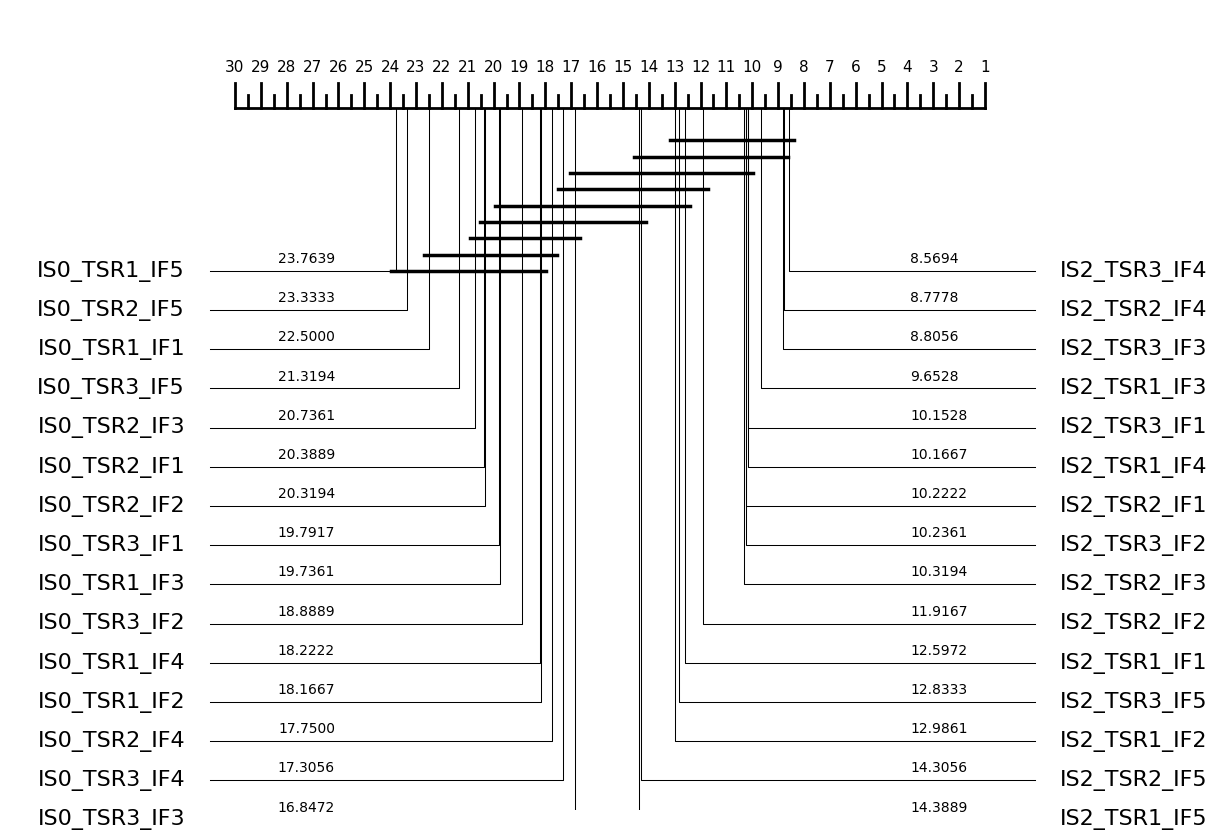 30 29 28 27 26 25 24 23 22 21 20 19 18 17 16 15 14 13 12 11 10 9 8 7 6 5 4 3 2 1
IS0_TSR1_IF5 23.7639 8.5694 IS2_TSR3_IF4
IS0_TSR2_IF5 23.3333 8.7778 IS2_TSR2_IF4
IS0_TSR1_IF1 22.5000 8.8056 IS2_TSR3_IF3
IS0_TSR3_IF5 21.3194 9.6528 IS2_TSR1_IF3
IS0_TSR2_IF3 20.7361 10.1528 IS2_TSR3_IF1
IS0_TSR2_IF1 20.3889 10.1667 IS2_TSR1_IF4
IS0_TSR2_IF2 20.3194 10.2222 IS2_TSR2_IF1
IS0_TSR3_IF1 19.7917 10.2361 IS2_TSR3_IF2
IS0_TSR1_IF3 19.7361 10.3194 IS2_TSR2_IF3
IS0_TSR3_IF2 18.8889 11.9167 IS2_TSR2_IF2
IS0_TSR1_IF4 18.2222 12.5972 IS2_TSR1_IF1
IS0_TSR1_IF2 18.1667 12.8333 IS2_TSR3_IF5
IS0_TSR2_IF4 17.7500 12.9861 IS2_TSR1_IF2
IS0_TSR3_IF4 17.3056 14.3056 IS2_TSR2_IF5
IS0_TSR3_IF3 16.8472 14.3889 IS2_TSR1_IF5